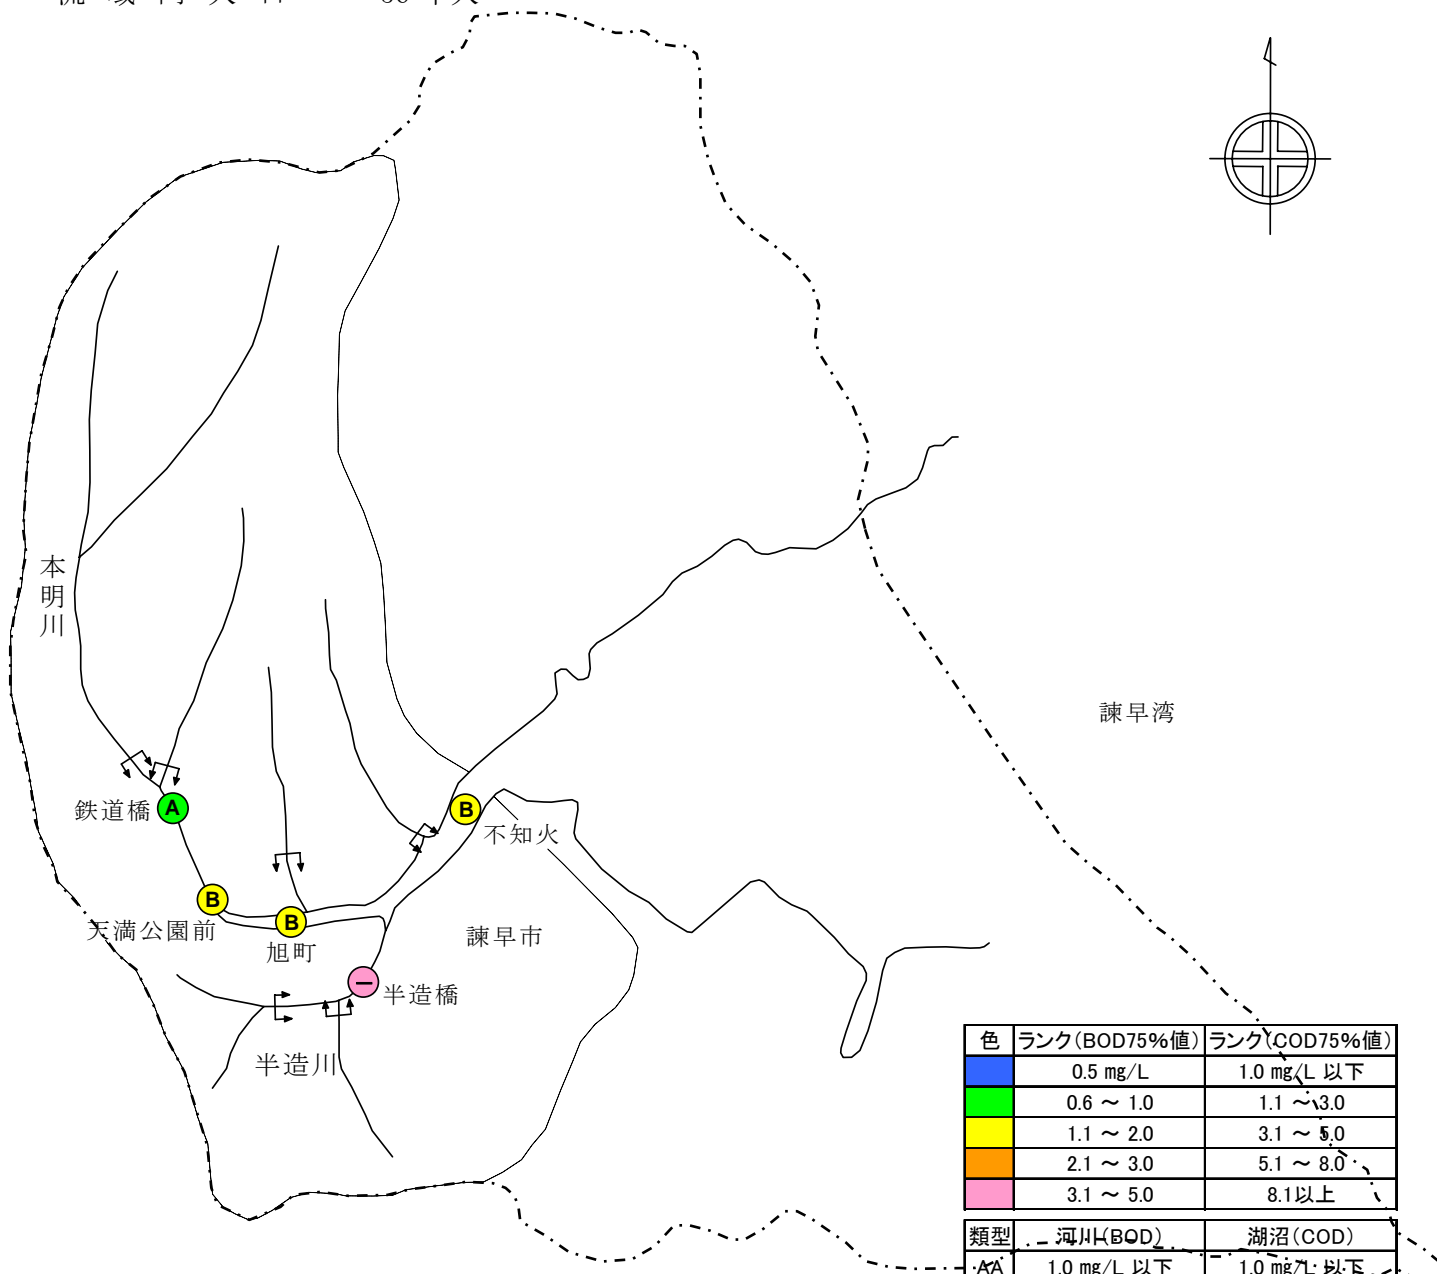 本明川
諫早湾
鉄道橋
A
B
不知火
B
天満公園前
B
旭町
諫早市
半造橋
半造川
色 ランク(BOD75%値) ランク(COD75%値)
0.5 mg/L 1.0 mg/L 以下
0.6 ～ 1.0 1.1 ～ 3.0
1.1 ～ 2.0 3.1 ～ 5.0
2.1 ～ 3.0 5.1 ～ 8.0
3.1 ～ 5.0 8.1以上
類型 河川(BOD) 湖沼(COD)
AA 1.0 mg/L 以下 1.0 mg/L 以下